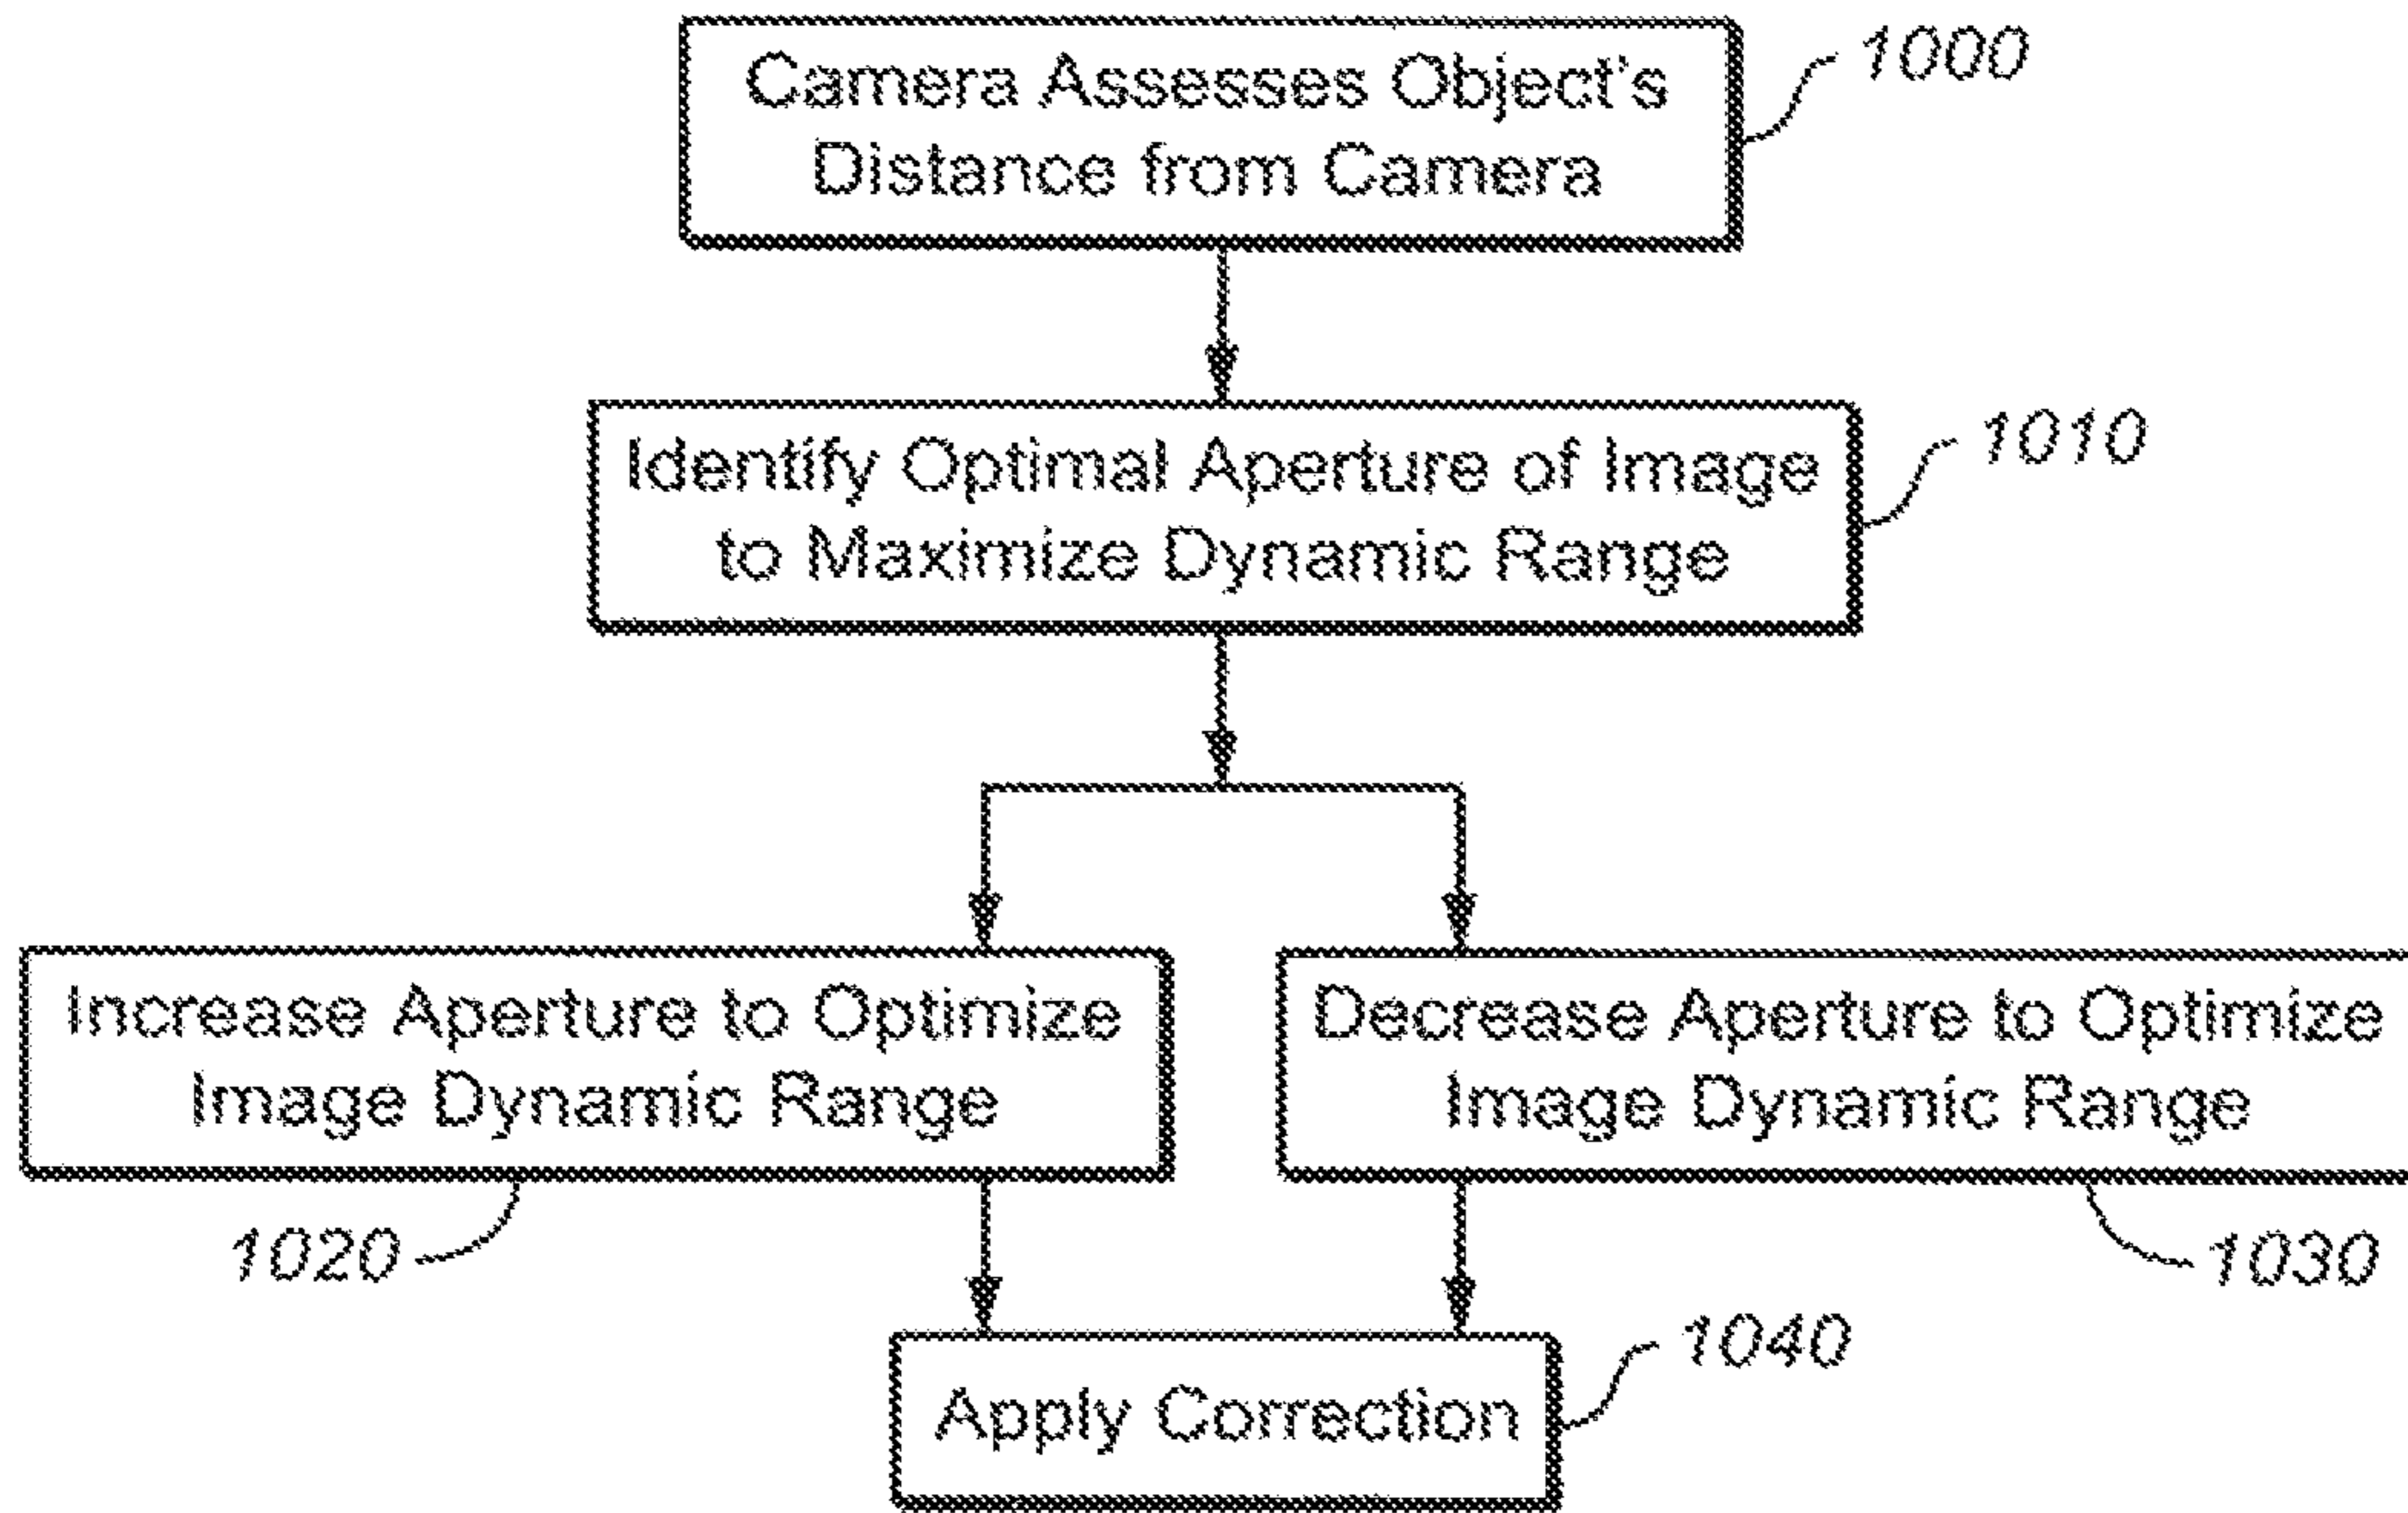 Camera Assesses Object's
Distance from Camera
1000
Identify Optimal Aperture of Image
to Maximize Dynamic Range
1010
Increase Aperture to Optimize
Image Dynamic Range
1020
Decrease Aperture to Optimize
Image Dynamic Range
1030
Apply Correction
1040